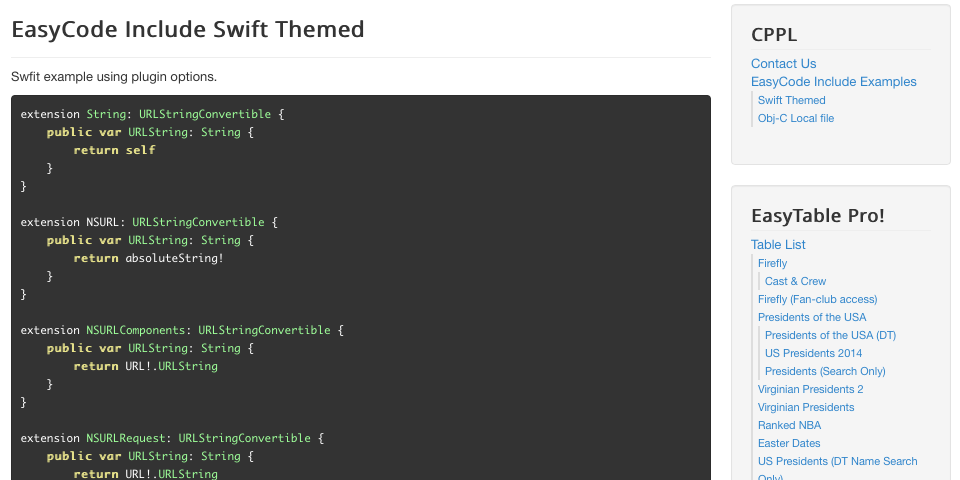 EasyCode Include Swift Themed
Swfit example using plugin options.
extension String: URLStringConvertible {
    public var URLString: String {
        return self
    }
}
extension NSURL: URLStringConvertible {
    public var URLString: String {
        return absoluteString!
    }
}
extension NSURLComponents: URLStringConvertible {
    public var URLString: String {
        return URL!.URLString
    }
}
extension NSURLRequest: URLStringConvertible {
    public var URLString: String {
        return URL!.URLString
CPPL
Contact Us
EasyCode Include Examples
Swift Themed
Obj-C Local file
EasyTable Pro!
Table List
Firefly
Cast & Crew
Firefly (Fan-club access)
Presidents of the USA
Presidents of the USA (DT)
US Presidents 2014
Presidents (Search Only)
Virginian Presidents 2
Virginian Presidents
Ranked NBA
Easter Dates
US Presidents (DT Name Search
Only)